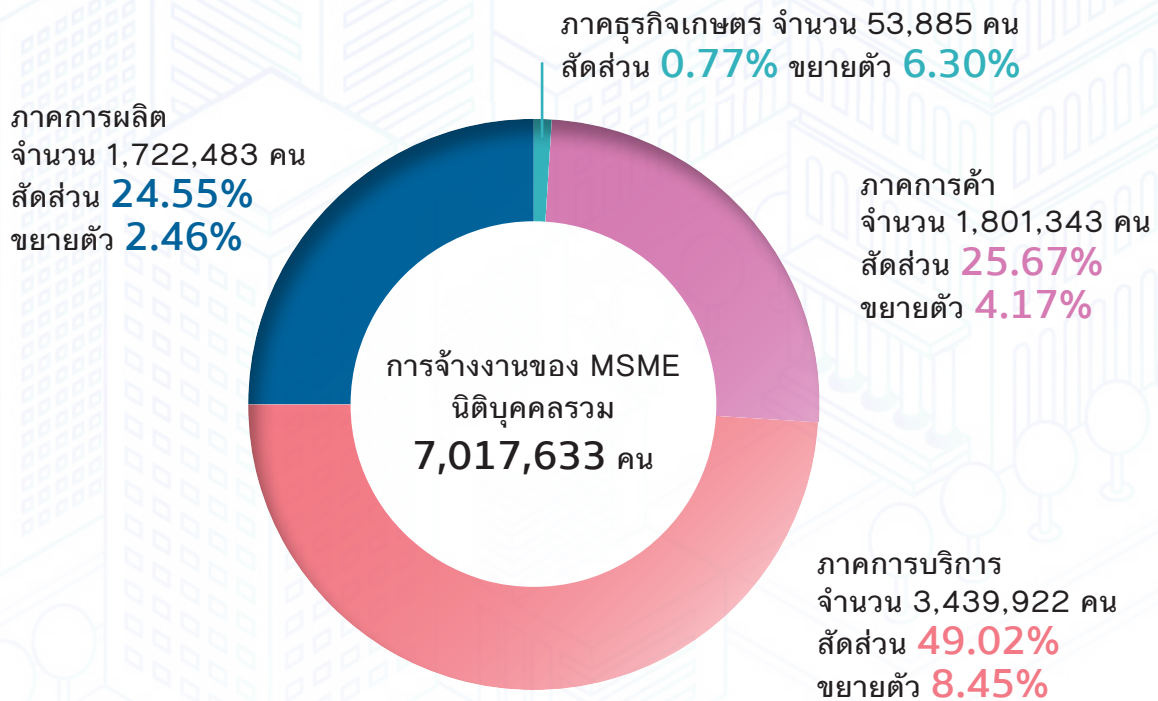 ภาคธุรกิจเกษตร จำนวน 53,885 คน
สัดส่วน 0.77% ขยายตัว 6.30%
ภาคการผลิต
จำนวน 1,722,483 คน
สัดส่วน 24.55%
ขยายตัว 2.46%
ภาคการค้า
จำนวน 1,801,343 คน
สัดส่วน 25.67%
ขยายตัว 4.17%
การจ้างงานของ MSME
นิติบุคคลรวม
7,017,633 คน
ภาคการบริการ
จำนวน 3,439,922 คน
สัดส่วน 49.02%
ขยายตัว 8.45%